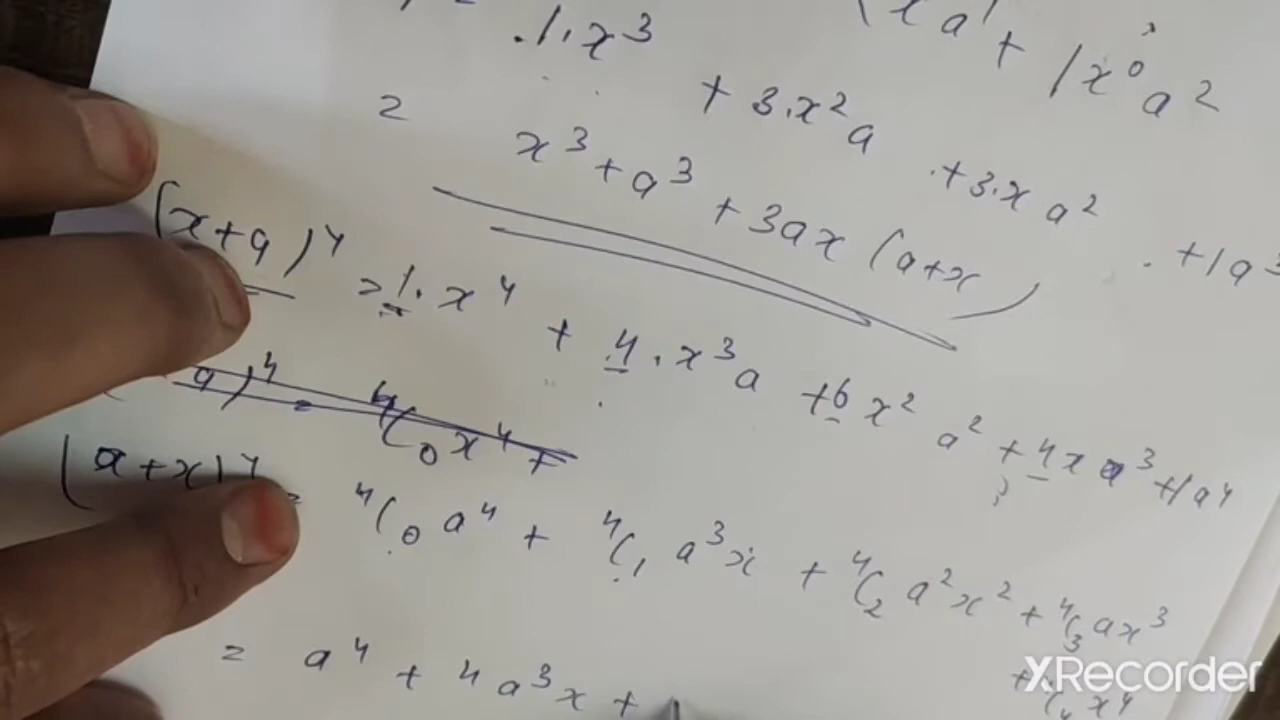 x a + 1x⁰a²
.1.x³ + 3.x²a + 3.x a² + 1a³
= x³ + a³ + 3ax (a+x)
(x+a)⁴ = 1.x⁴ + 4.x³a + 6x²a² + 4xa³ + 1a⁴
a)⁴ = ⁴C₀x⁴ +
(a+x)⁴ = ⁴C₀a⁴ + ⁴C₁a³x + ⁴C₂a²x² + ⁴C₃ax³
+ ⁴C₄x⁴
= a⁴ + 4a³x +
XRecorder